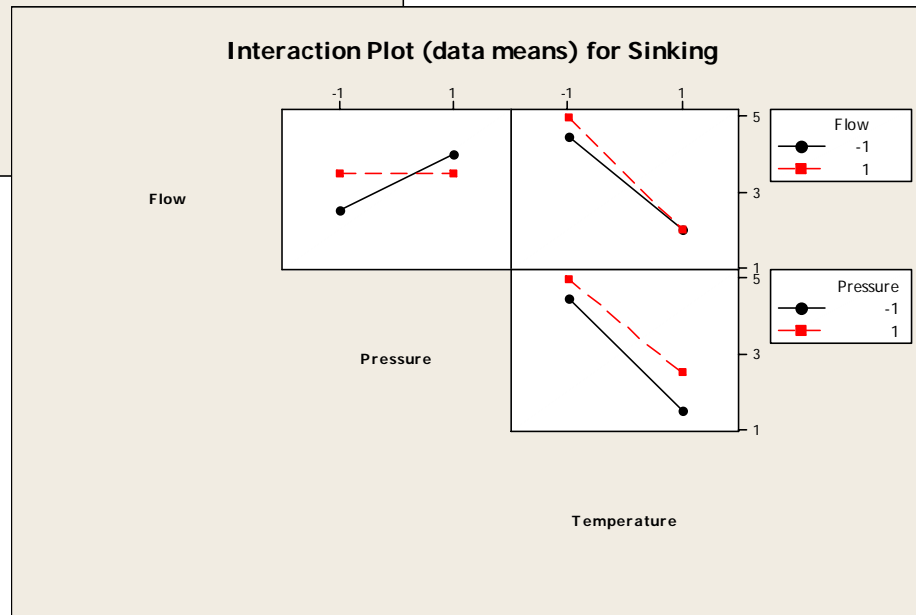 Interaction Plot (data means) for Sinking
-1 1 -1 1
5
3
1
Flow
-1
1
Flow
5
3
1
Pressure
-1
1
Pressure
Temperature